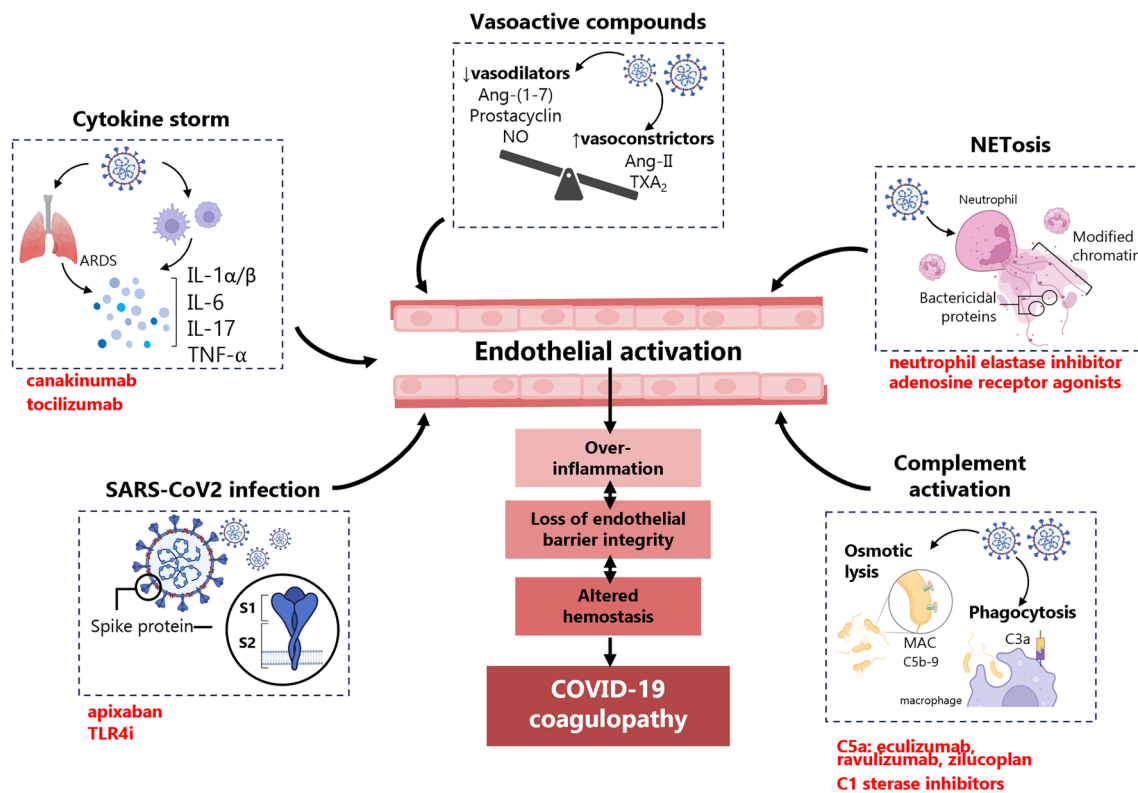 Vasoactive compounds
↓vasodilators
Ang-(1-7)
Prostacyclin
NO
↑vasoconstrictors
Ang-II
TXA₂
Cytokine storm
ARDS
IL-1α/β
IL-6
IL-17
TNF-α
canakinumab
tocilizumab
NETosis
Neutrophil
Modified
chromatin
Bactericidal
proteins
neutrophil elastase inhibitor
adenosine receptor agonists
Endothelial activation
Over-
inflammation
Loss of endothelial
barrier integrity
Altered
hemostasis
COVID-19
coagulopathy
SARS-CoV2 infection
Spike protein
S1
S2
apixaban
TLR4i
Complement
activation
Osmotic
lysis
MAC
C5b-9
Phagocytosis
C3a
macrophage
C5a: eculizumab,
ravulizumab, zilucoplan
C1 sterase inhibitors